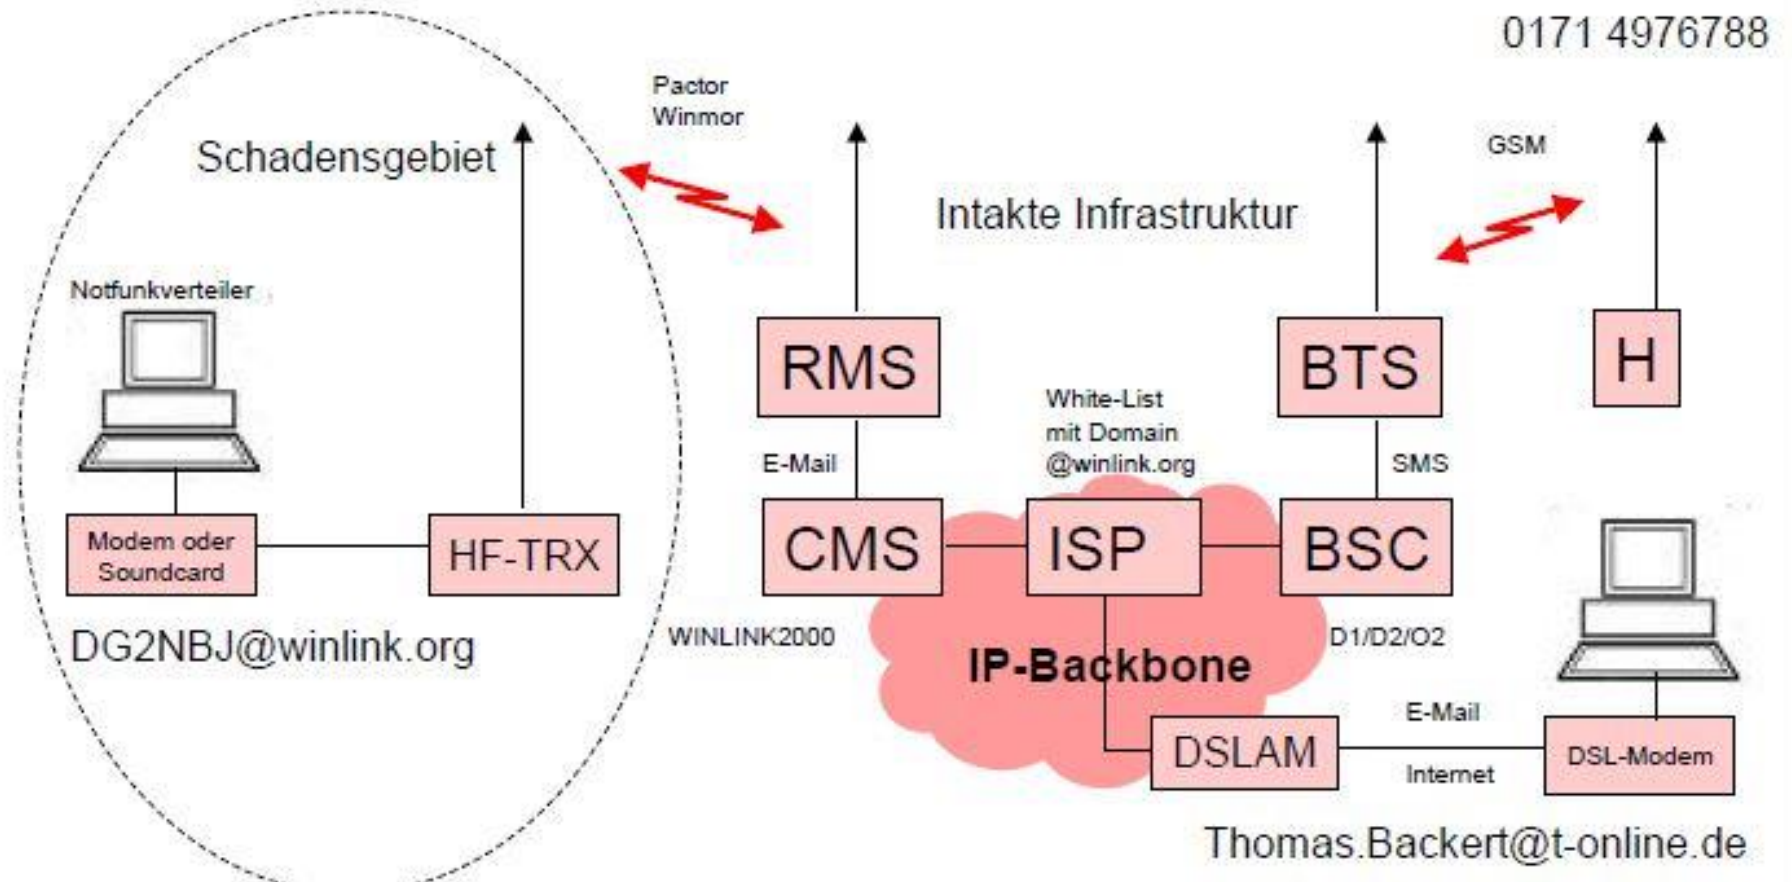 0171 4976788
Pactor
Winmor
GSM
Schadensgebiet
Intakte Infrastruktur
Notfunkverteiler
RMS
BTS
H
White-List
mit Domain
@winlink.org
E-Mail
SMS
Modem oder
Soundcard
HF-TRX
CMS
ISP
BSC
DG2NBJ@winlink.org
WINLINK2000
D1/D2/O2
IP-Backbone
E-Mail
DSLAM
DSL-Modem
Internet
Thomas.Backert@t-online.de